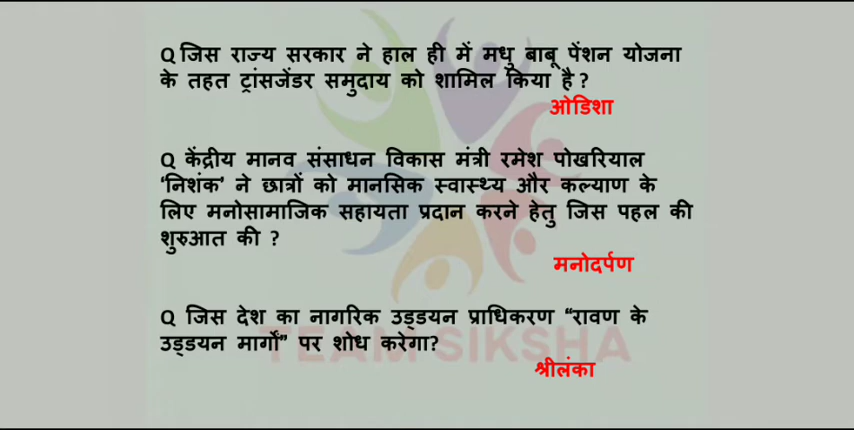 Q जिस राज्य सरकार ने हाल ही में मधु बाबू पेंशन योजना
के तहत ट्रांसजेंडर समुदाय को शामिल किया है ?
ओडिशा
Q केंद्रीय मानव संसाधन विकास मंत्री रमेश पोखरियाल
‘निशंक’ ने छात्रों को मानसिक स्वास्थ्य और कल्याण के
लिए मनोसामाजिक सहायता प्रदान करने हेतु जिस पहल की
शुरुआत की ?
मनोदर्पण
Q जिस देश का नागरिक उड्डयन प्राधिकरण “रावण के
उड्डयन मार्गों” पर शोध करेगा?
TEAM SIKSHA
श्रीलंका